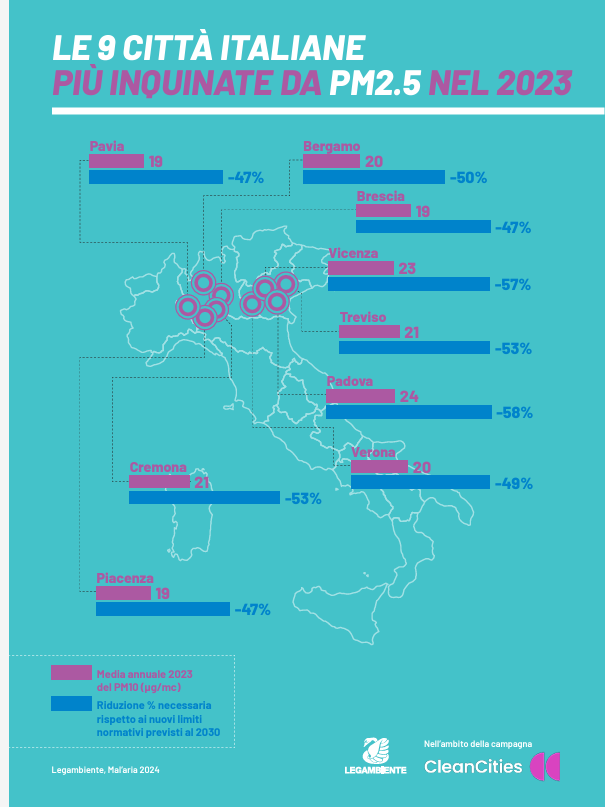 LE 9 CITTÀ ITALIANE
PIÙ INQUINATE DA PM2.5 NEL 2023
Pavia
19
-47%
Bergamo
20
-50%
Brescia
19
-47%
Vicenza
23
-57%
Treviso
21
-53%
Padova
24
-58%
Verona
20
-49%
Cremona
21
-53%
Piacenza
19
-47%
Media annuale 2023
del PM10 (µg/mc)
Riduzione % necessaria
rispetto ai nuovi limiti
normativi previsti al 2030
Legambiente, Mal'aria 2024
LEGAMBIENTE
Nell'ambito della campagna
CleanCities